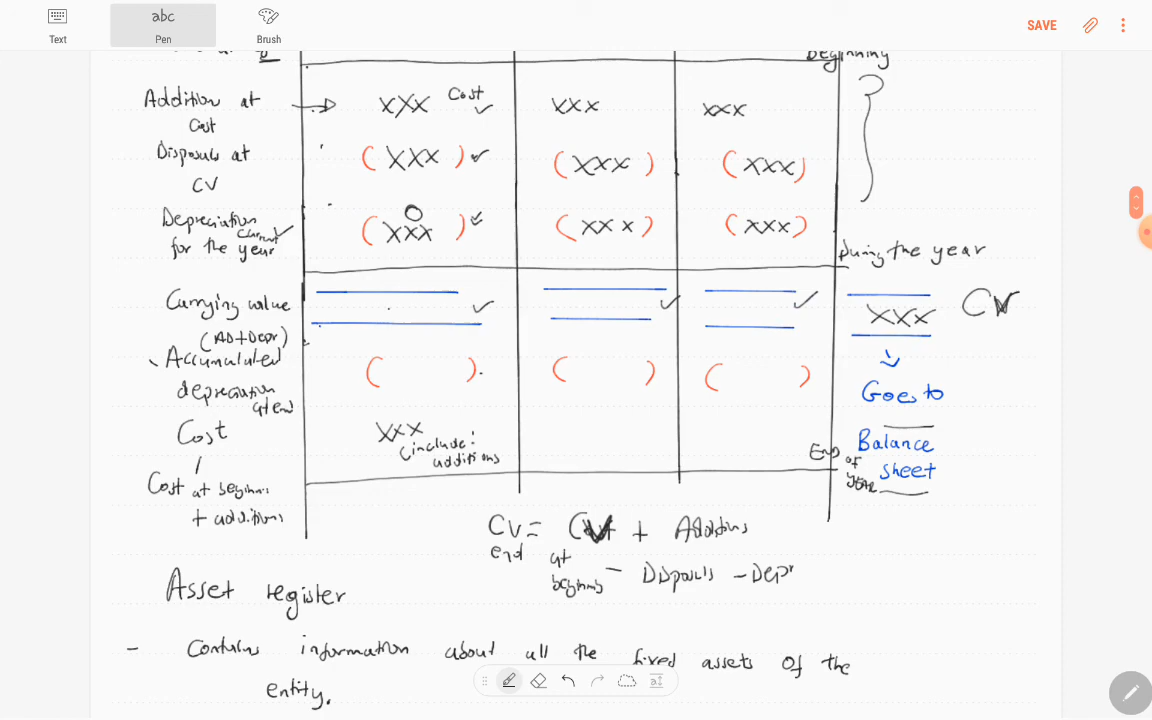 Text
abc
Pen
Brush
SAVE
beginning
Addition at
Cost
XXX Cost
XXX
XXX
Disposals at
CV
( XXX )
( XXX )
( XXX )
Depreciation
current
for the year
( XXX )
( XX X )
( XXX )
During the year
Carrying value
XXX CV
(AD+Depr)
Accumulated
depreciation
at end
( )
( )
( )
Goes to
Balance
sheet
Cost
XXX
(include:
additions
End
of
year
Cost at beginning
+ additions
CV = CV + Additions
end at
beginning - Disposals - Depr
Asset register
- Contains information about all the fixed assets of the
entity.